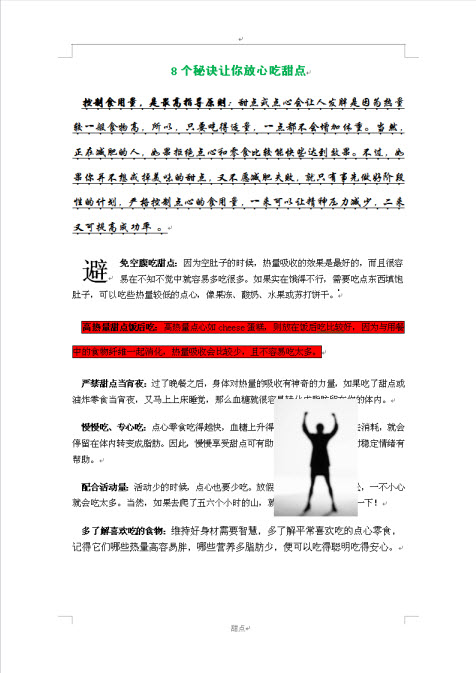 8个秘诀让你放心吃甜点
控制食用量，是最高指导原则：甜点或点心会让人发胖是因为热量
较一般食物高，所以，只要吃得适量，一点都不会增加体重。当然，
正在减肥的人，如果拒绝点心和零食比较能快些达到效果。不过，如
果你并不想戒掉美味的甜点，又不愿减肥失败，就只有事先做好阶段
性的计划，严格控制点心的食用量，一来可以让精神压力减少，二来
又可提高成功率 。
避 免空腹吃甜点：因为空肚子的时候，热量吸收的效果是最好的，而且很容
易在不知不觉中就容易多吃很多。如果实在饿得不行，需要吃点东西填饱
肚子，可以吃些热量较低的点心，像果冻、酸奶、水果或苏打饼干。
高热量甜点饭后吃：高热量点心如cheese蛋糕，则放在饭后吃比较好，因为与用餐
中的食物纤维一起消化，热量吸收会比较少，且不容易吃太多。
严禁甜点当宵夜：过了晚餐之后，身体对热量的吸收有神奇的力量，如果吃了甜点或
油炸零食当宵夜，又马上上床睡觉，那么血糖就很容易转化成脂肪留在你的体内。
慢慢吃、专心吃：点心零食吃得越快，血糖上升得 去消耗，就会
停留在体内转变成脂肪。因此，慢慢享受甜点可有助 对稳定情绪有
帮助。
配合活动量：活动少的时候，点心也要少吃。放假 ，一不小心
就会吃太多。当然，如果去爬了五六个小时的山，就 一下！
多了解喜欢吃的食物：维持好身材需要智慧，多了解平常喜欢吃的点心零食，
记得它们哪些热量高容易胖，哪些营养多脂肪少，便可以吃得聪明吃得安心。
甜点